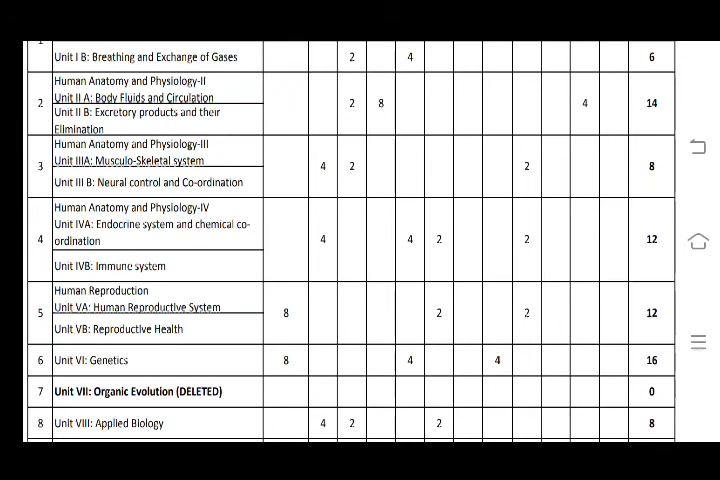 Unit I B: Breathing and Exchange of Gases 2 4 6
Human Anatomy and Physiology-II
Unit II A: Body Fluids and Circulation
2 2 8 4 14
Unit II B: Excretory products and their
Elimination
Human Anatomy and Physiology-III
Unit IIIA: Musculo-Skeletal system
3 4 2 2 8
Unit III B: Neural control and Co-ordination
Human Anatomy and Physiology-IV
Unit IVA: Endocrine system and chemical co-
4 ordination 4 4 2 2 12
Unit IVB: Immune system
Human Reproduction
Unit VA: Human Reproductive System
5 8 2 2 12
Unit VB: Reproductive Health
6 Unit VI: Genetics 8 4 4 16
7 Unit VII: Organic Evolution (DELETED) 0
8 Unit VIII: Applied Biology 4 2 2 8